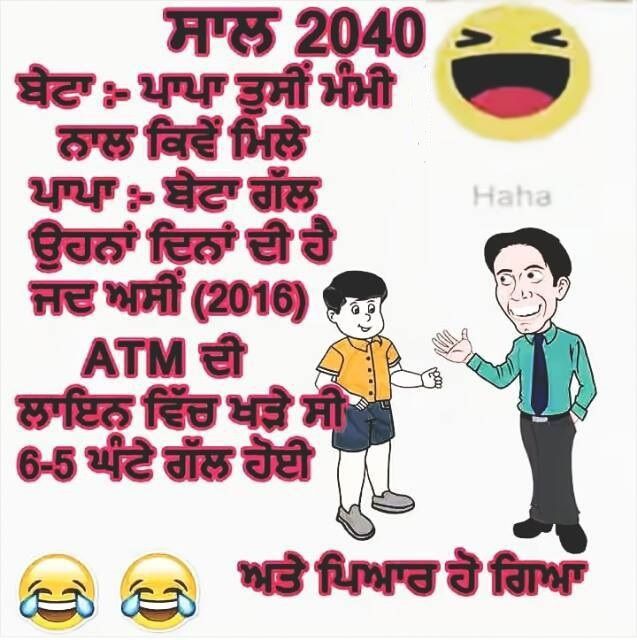 ਸਾਲ 2040
ਬੇਟਾ :- ਪਾਪਾ ਤੁਸੀਂ ਮੰਮੀ
ਨਾਲ ਕਿਵੇਂ ਮਿਲੇ
Haha
ਪਾਪਾ :- ਬੇਟਾ ਗੱਲ
ਉਹਨਾਂ ਦਿਨਾਂ ਦੀ ਹੈ
ਜਦ ਅਸੀਂ (2016)
ATM ਦੀ
ਲਾਇਨ ਵਿੱਚ ਖੜੇ ਸੀ
6-5 ਘੰਟੇ ਗੱਲ ਹੋਈ
ਅਤੇ ਪਿਆਰ ਹੋ ਗਿਆ